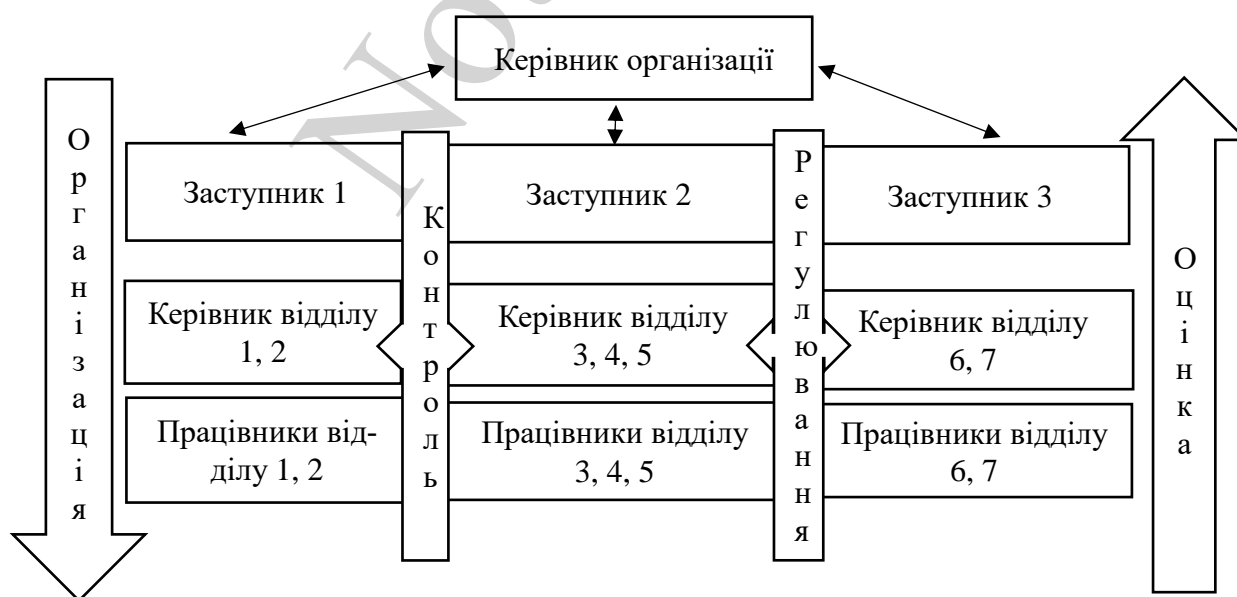 Керівник організації
Організація
Заступник 1
Контроль
Заступник 2
Регулювання
Заступник 3
Оцінка
Керівник відділу
1, 2
Керівник відділу
3, 4, 5
Керівник відділу
6, 7
Працівники від-
ділу 1, 2
Працівники відділу
3, 4, 5
Працівники відділу
6, 7